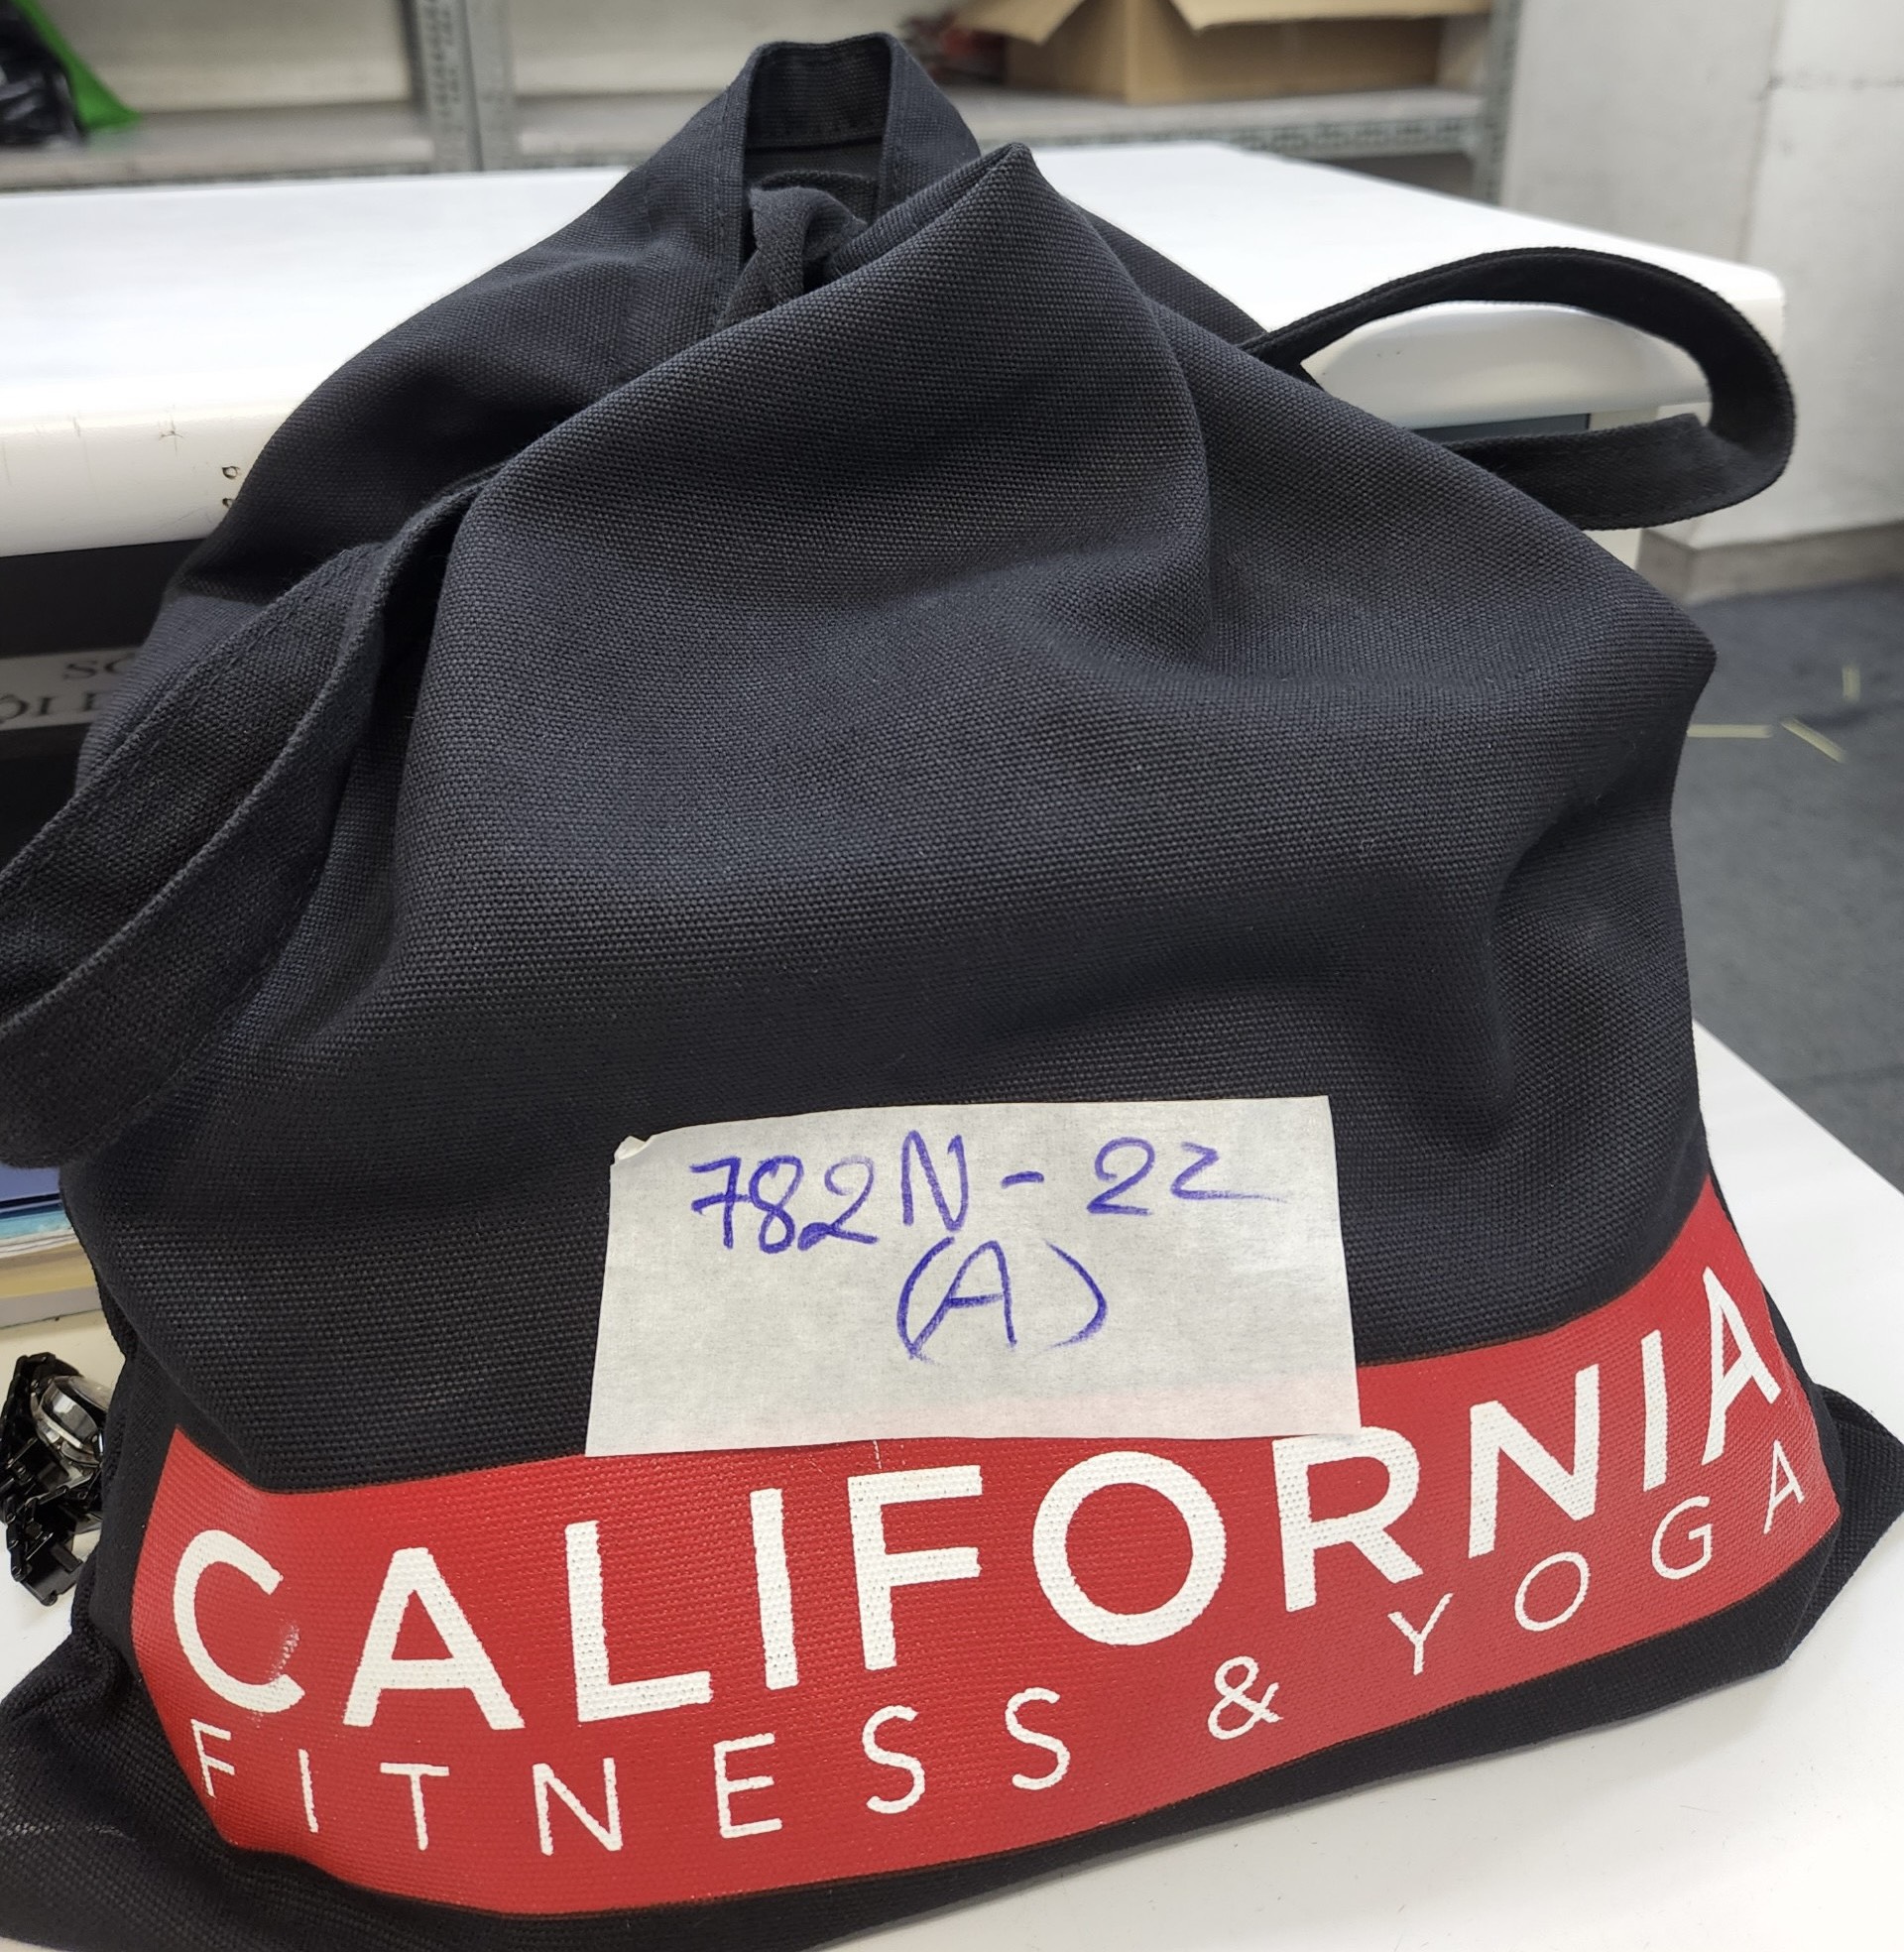 782N - 22
(A)
CALIFORNIA
FITNESS & YOGA